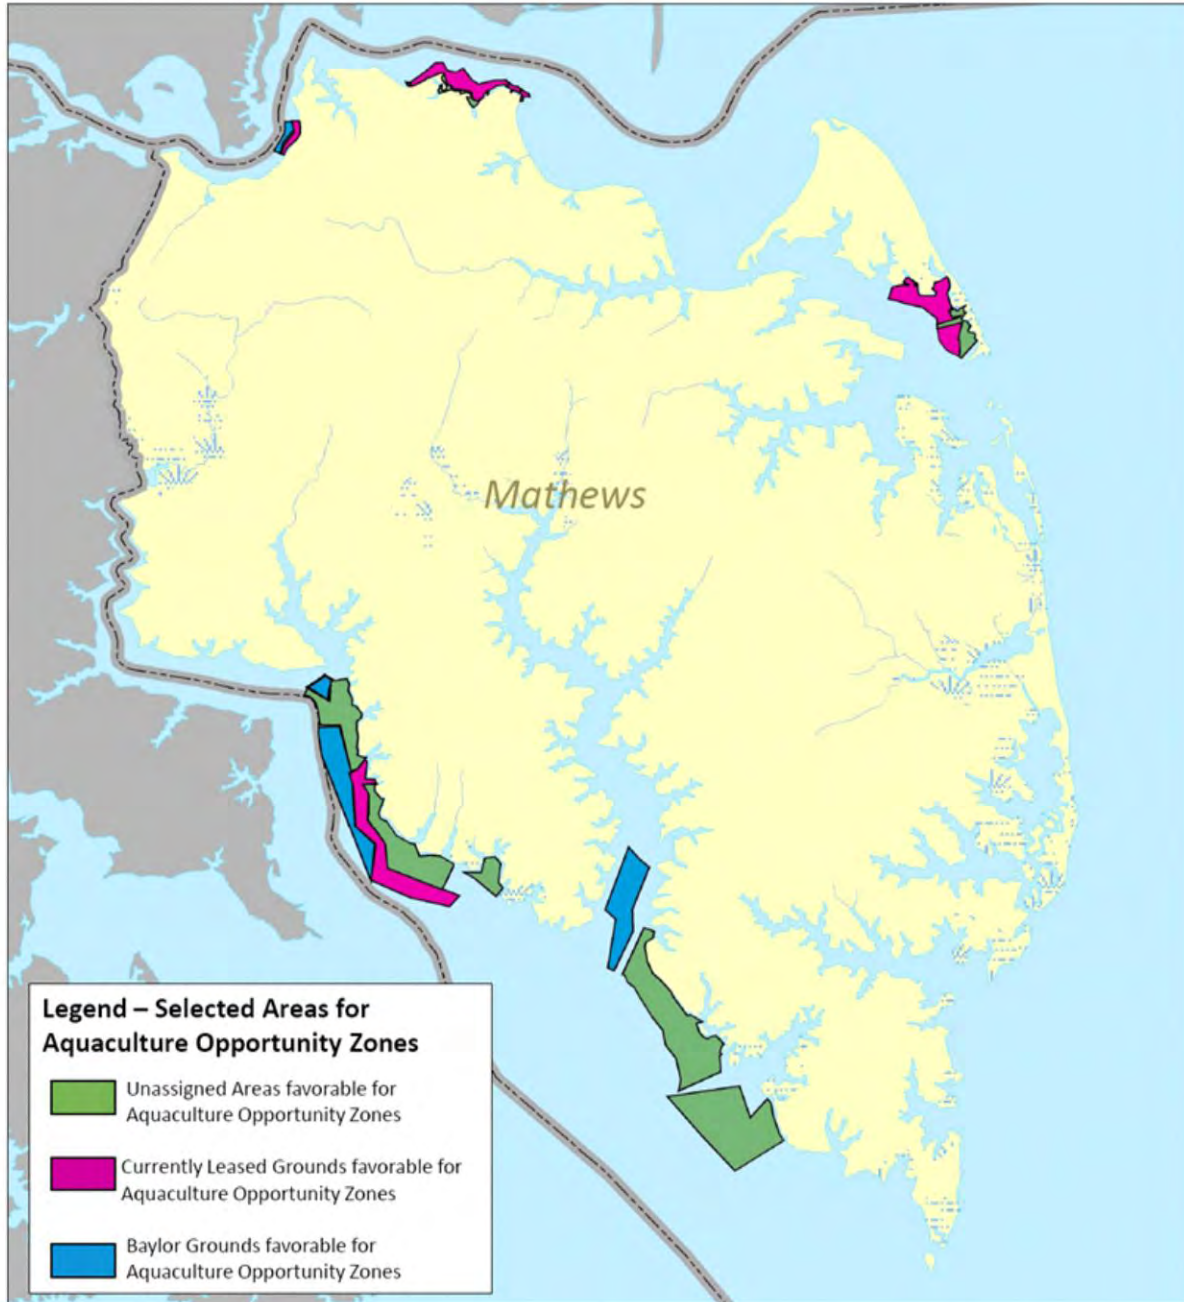 Mathews
Legend – Selected Areas for
Aquaculture Opportunity Zones
Unassigned Areas favorable for
Aquaculture Opportunity Zones
Currently Leased Grounds favorable for
Aquaculture Opportunity Zones
Baylor Grounds favorable for
Aquaculture Opportunity Zones